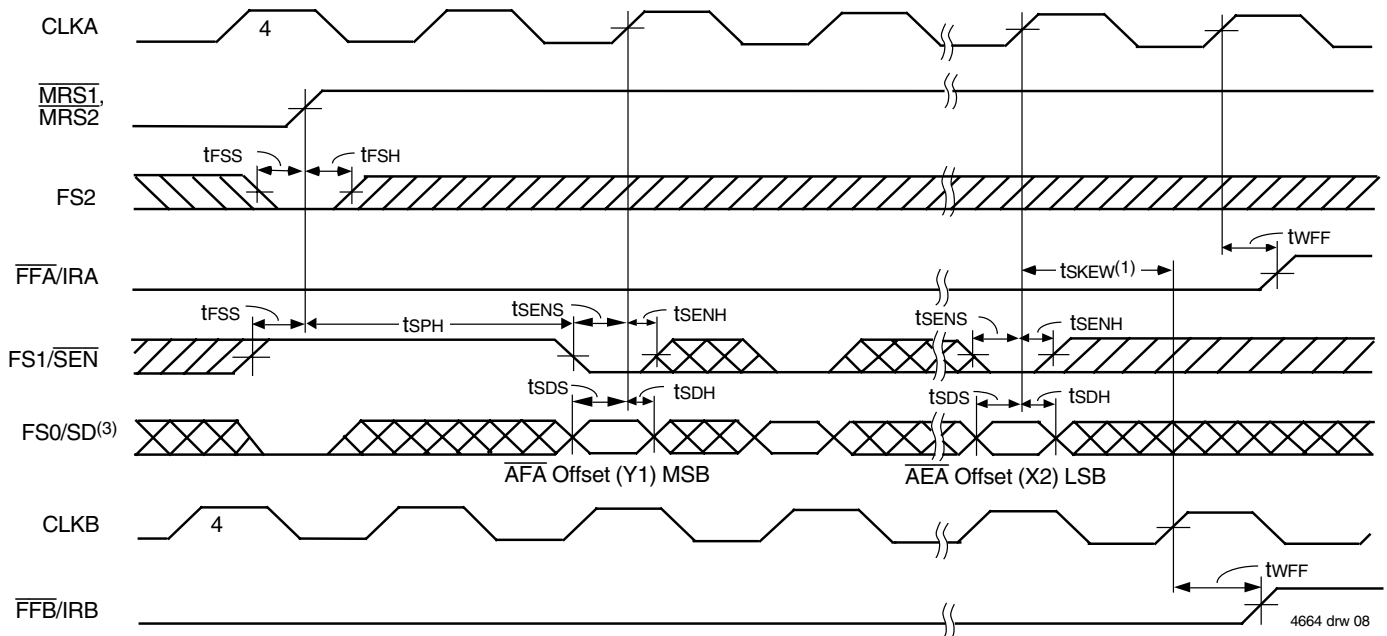 CLKA
4
MRS1,
MRS2
tFSS
tFSH
FS2
tWFF
FFA/IRA
tSKEW(1)
tFSS
tSPH
tSENS
tSENH
tSENS
tSENH
FS1/SEN
tSDS
tSDH
tSDS
tSDH
FS0/SD(3)
AFA Offset (Y1) MSB
AEA Offset (X2) LSB
CLKB
4
tWFF
FFB/IRB
4664 drw 08